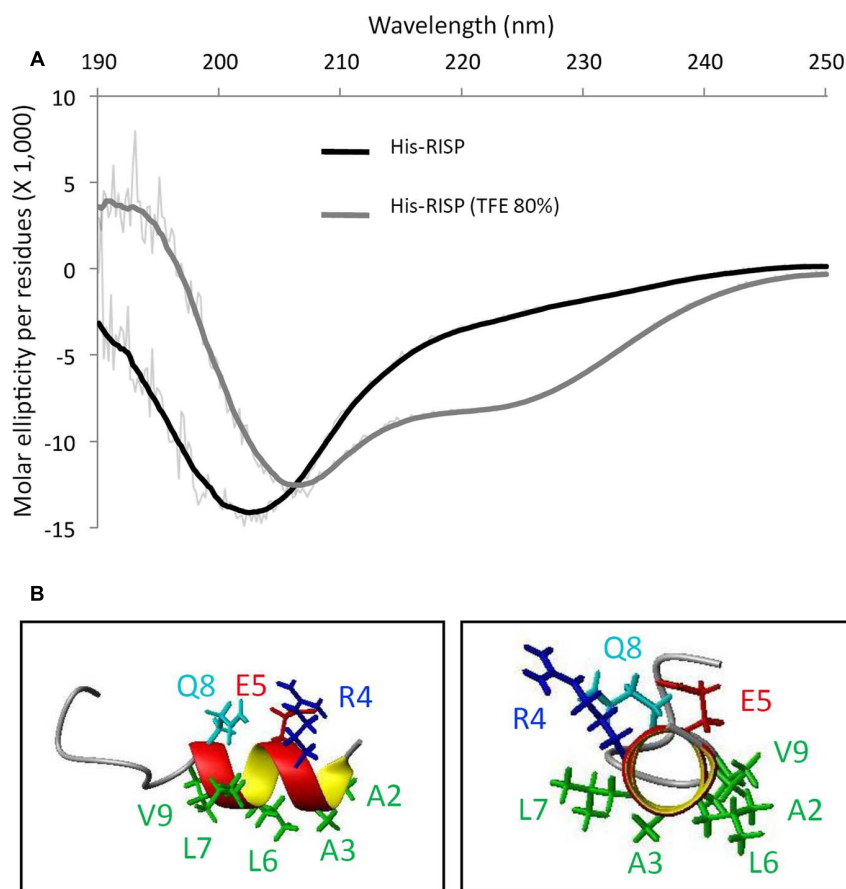 Wavelength (nm)
A
190 200 210 220 230 240 250
Molar ellipticity per residues (X 1,000)
10
5
0
-5
-10
-15
His-RISP
His-RISP (TFE 80%)
B
Q8 E5 R4
V9 L7 L6 A3 A2
Q8
R4 E5
V9
L7 A2
A3 L6